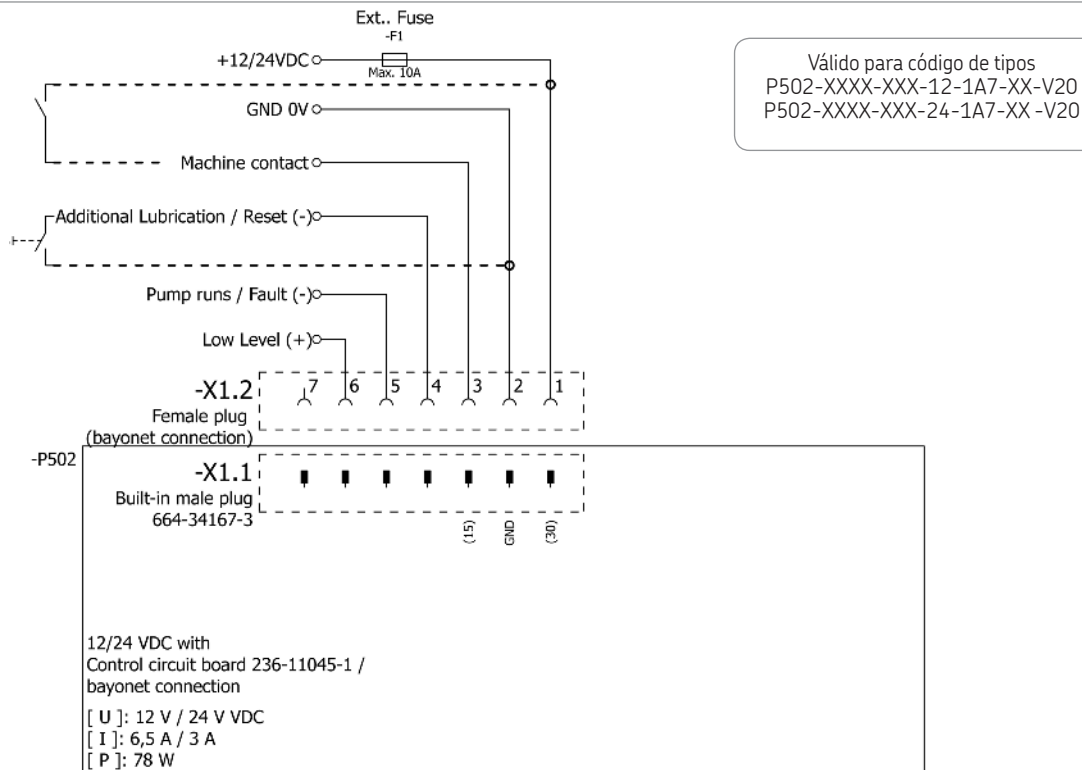 Ext.. Fuse
-F1
+12/24VDC
Max. 10A
GND 0V
Machine contact
Additional Lubrication / Reset (-)
Pump runs / Fault (-)
Low Level (+)
Válido para código de tipos
P502-XXXX-XXX-12-1A7-XX-V20
P502-XXXX-XXX-24-1A7-XX -V20
-X1.2
7 6 5 4 3 2 1
Female plug
(bayonet connection)
-P502
-X1.1
Built-in male plug
664-34167-3
(15) GND (30)
12/24 VDC with
Control circuit board 236-11045-1 /
bayonet connection
[ U ]: 12 V / 24 V VDC
[ I ]: 6,5 A / 3 A
[ P ]: 78 W